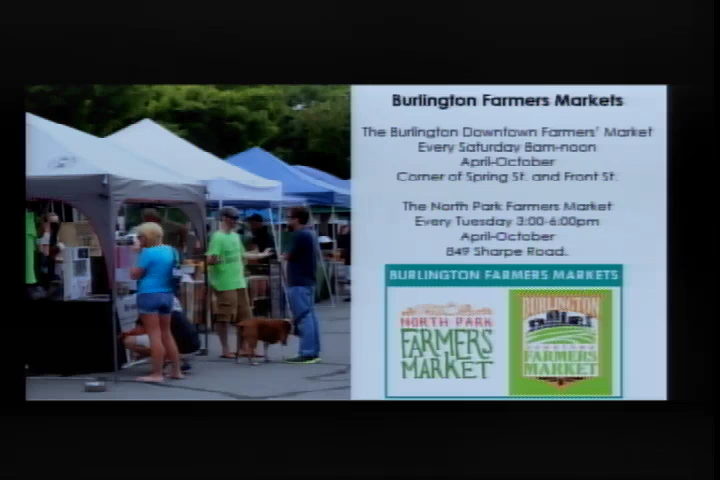 Burlington Farmers Markets
The Burlington Downtown Farmers' Market
Every Saturday 8am-noon
April-October
Corner of Spring St. and Front St.
The North Park Farmers Market
Every Tuesday 3:00-6:00pm
April-October
849 Sharpe Road.
BURLINGTON FARMERS MARKETS
NORTH PARK
FARMERS
MARKET
BURLINGTON
DOWNTOWN
FARMERS
MARKET